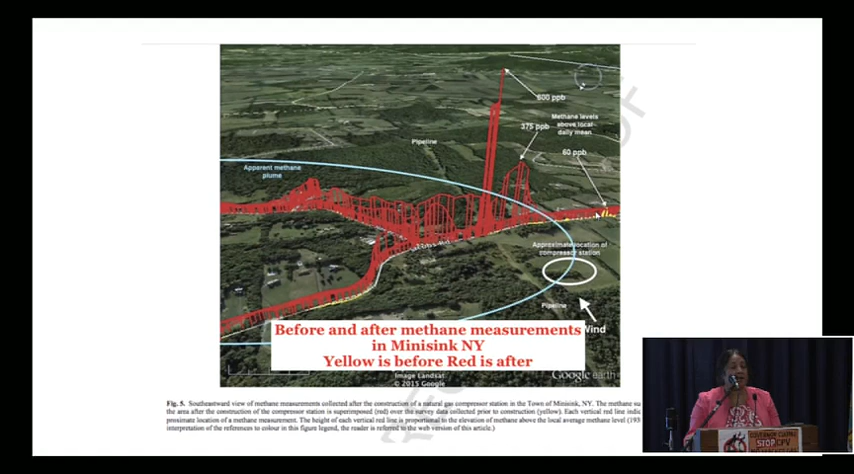 600 ppb
Methane levels
above local
daily mean
375 ppb
Pipeline
60 ppb
Apparent methane
plume
Approximate location of
compressor station
Pipeline
Wind
Before and after methane measurements
in Minisink NY
Yellow is before Red is after
Image Landsat
© 2015 Google
Google earth
Fig. 5. Southeastward view of methane measurements collected after the construction of a natural gas compressor station in the Town of Minisink, NY. The methane su
the area after the construction of the compressor station is superimposed (red) over the survey data collected prior to construction (yellow). Each vertical red line indic
proximate location of a methane measurement. The height of each vertical red line is proportional to the elevation of methane above the local average methane level (195
interpretation of the references to colour in this figure legend, the reader is referred to the web version of this article.)
GOVERNOR CUOMO
STOP CPV